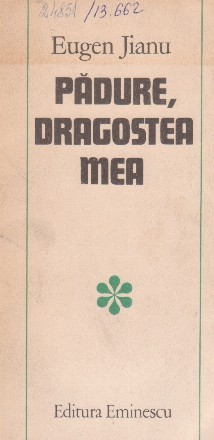 24851 /13.662
Eugen Jianu
PĂDURE,
DRAGOSTEA
MEA
Editura Eminescu